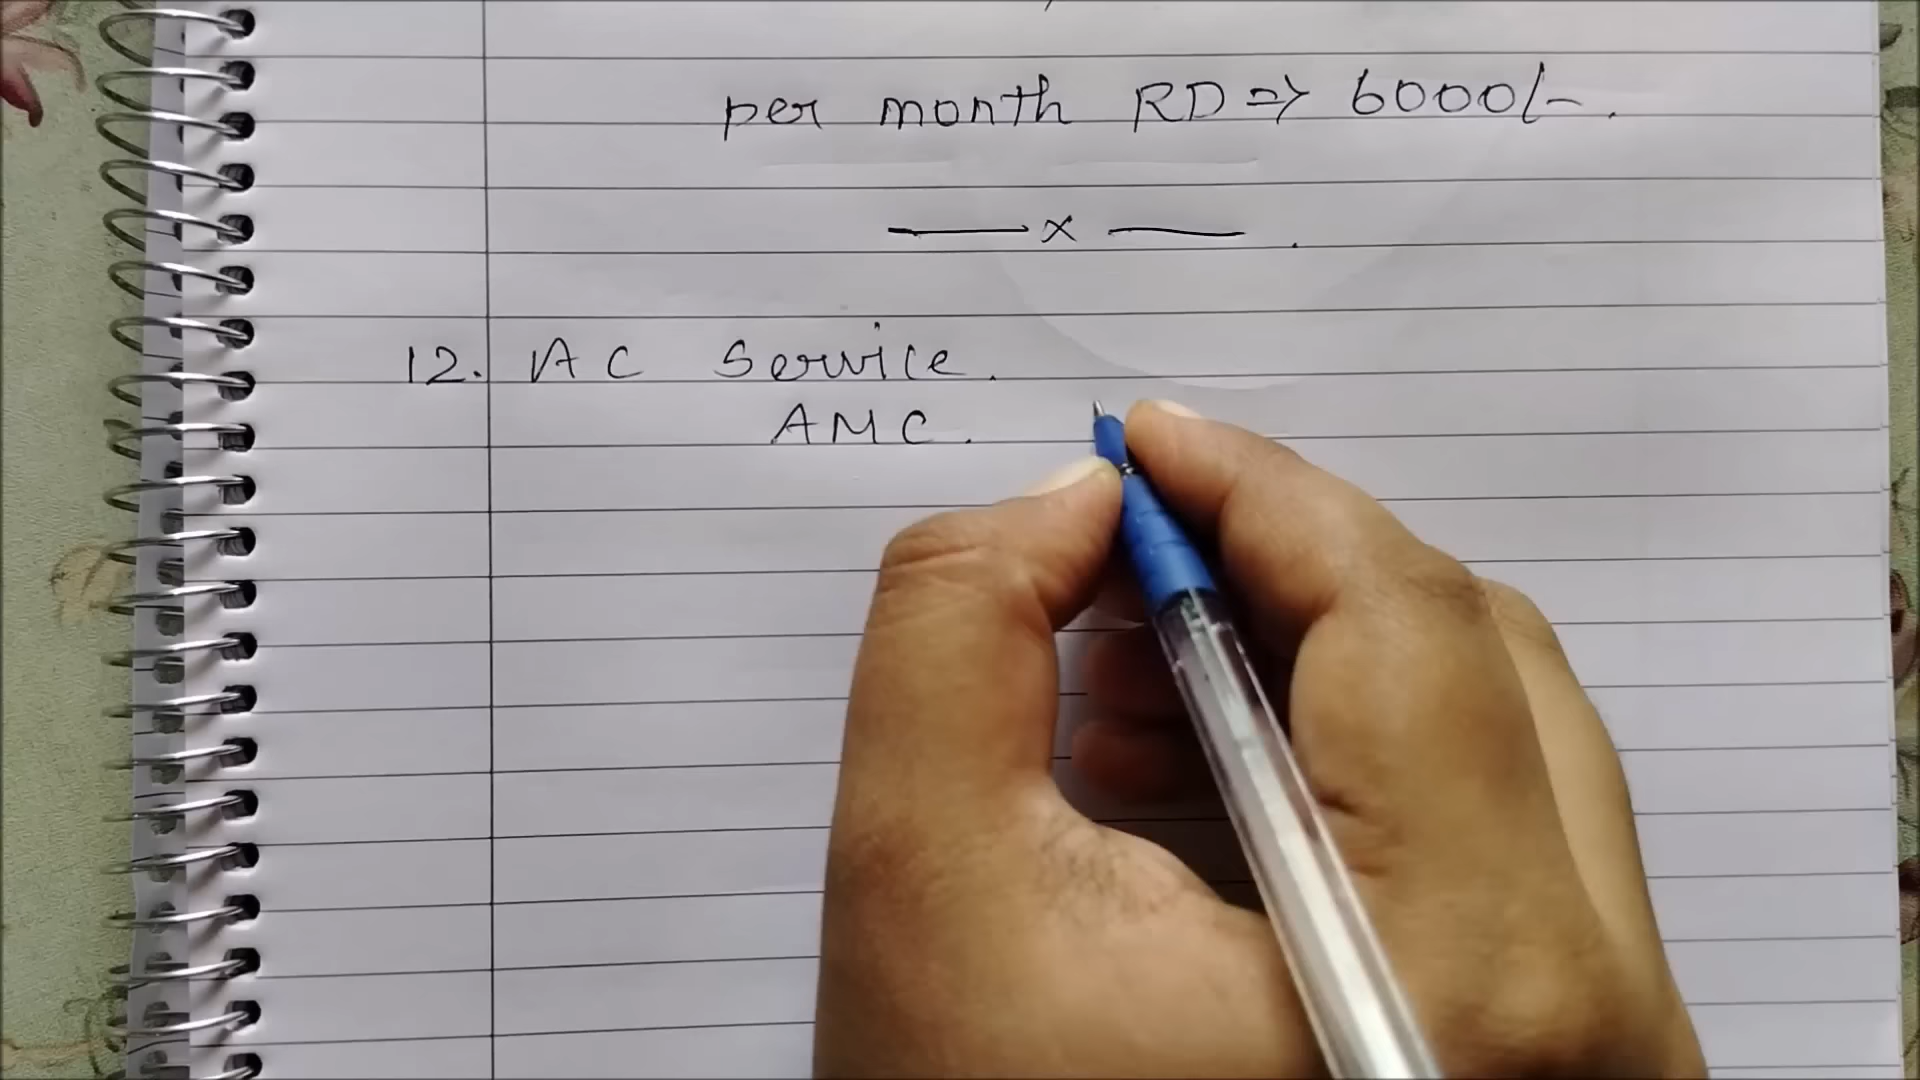 per month RD => 6000/-.
— x —.
12. AC Service.
AMC.